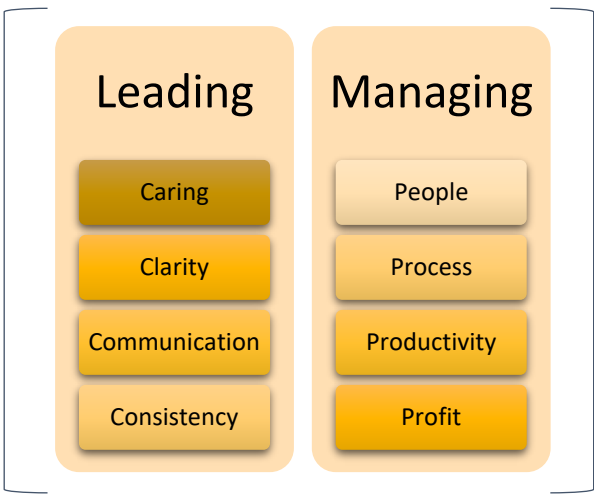 Leading
Caring
Clarity
Communication
Consistency
Managing
People
Process
Productivity
Profit